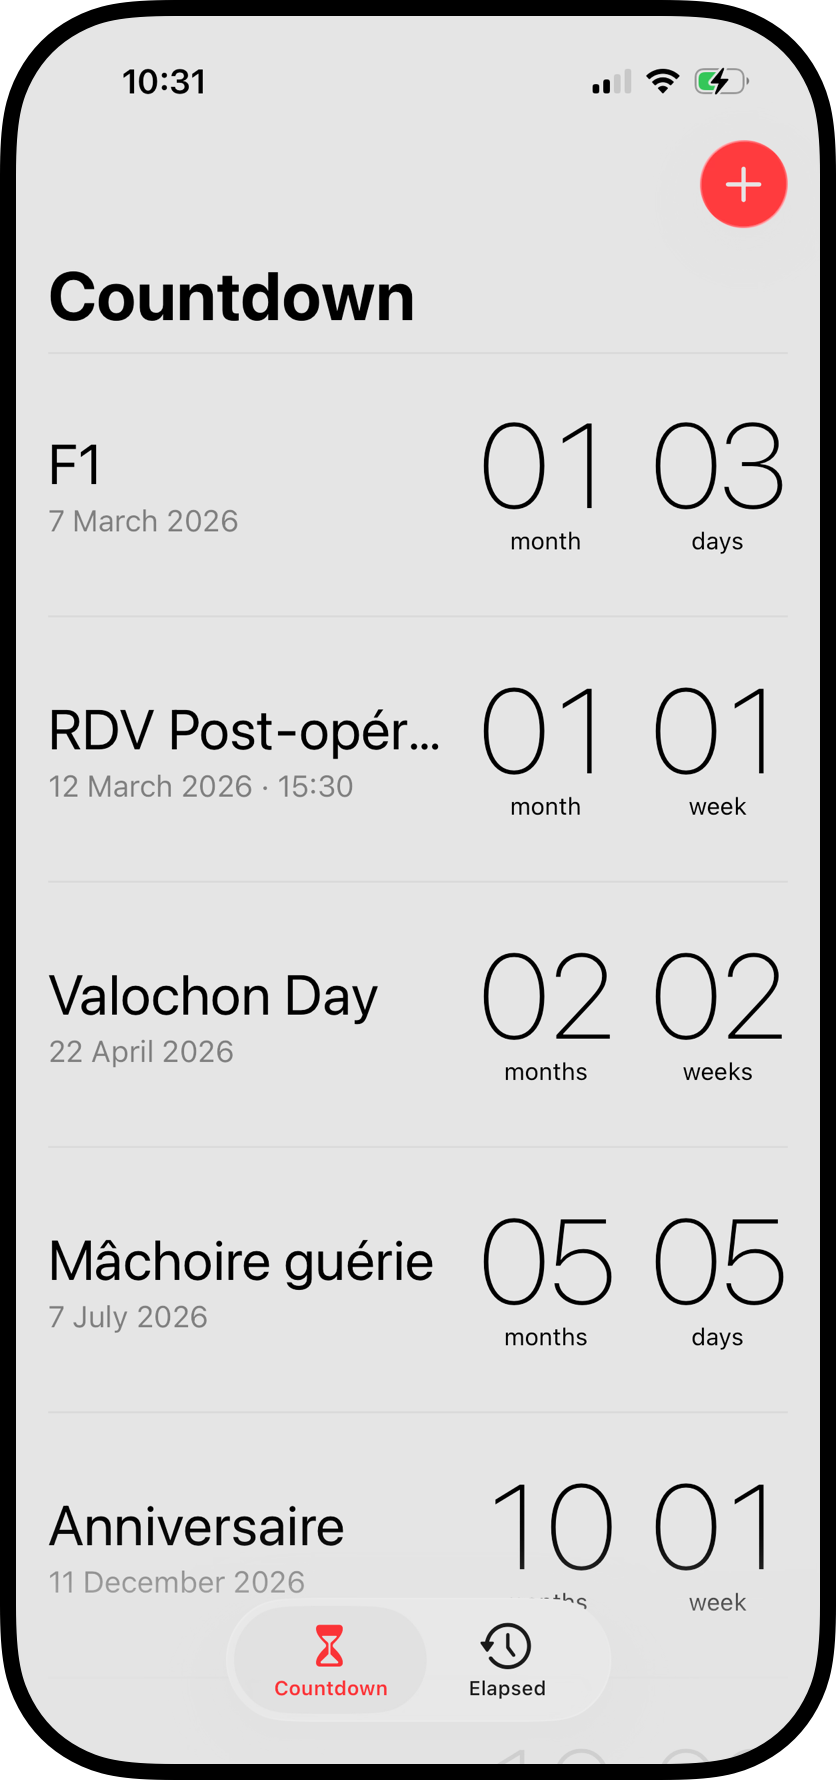 10:31
Countdown
F1
7 March 2026
01 03
month days
RDV Post-opér...
12 March 2026 · 15:30
01 01
month week
Valochon Day
22 April 2026
02 02
months weeks
Mâchoire guérie
7 July 2026
05 05
months days
Anniversaire
11 December 2026
10 01
week
Countdown Elapsed